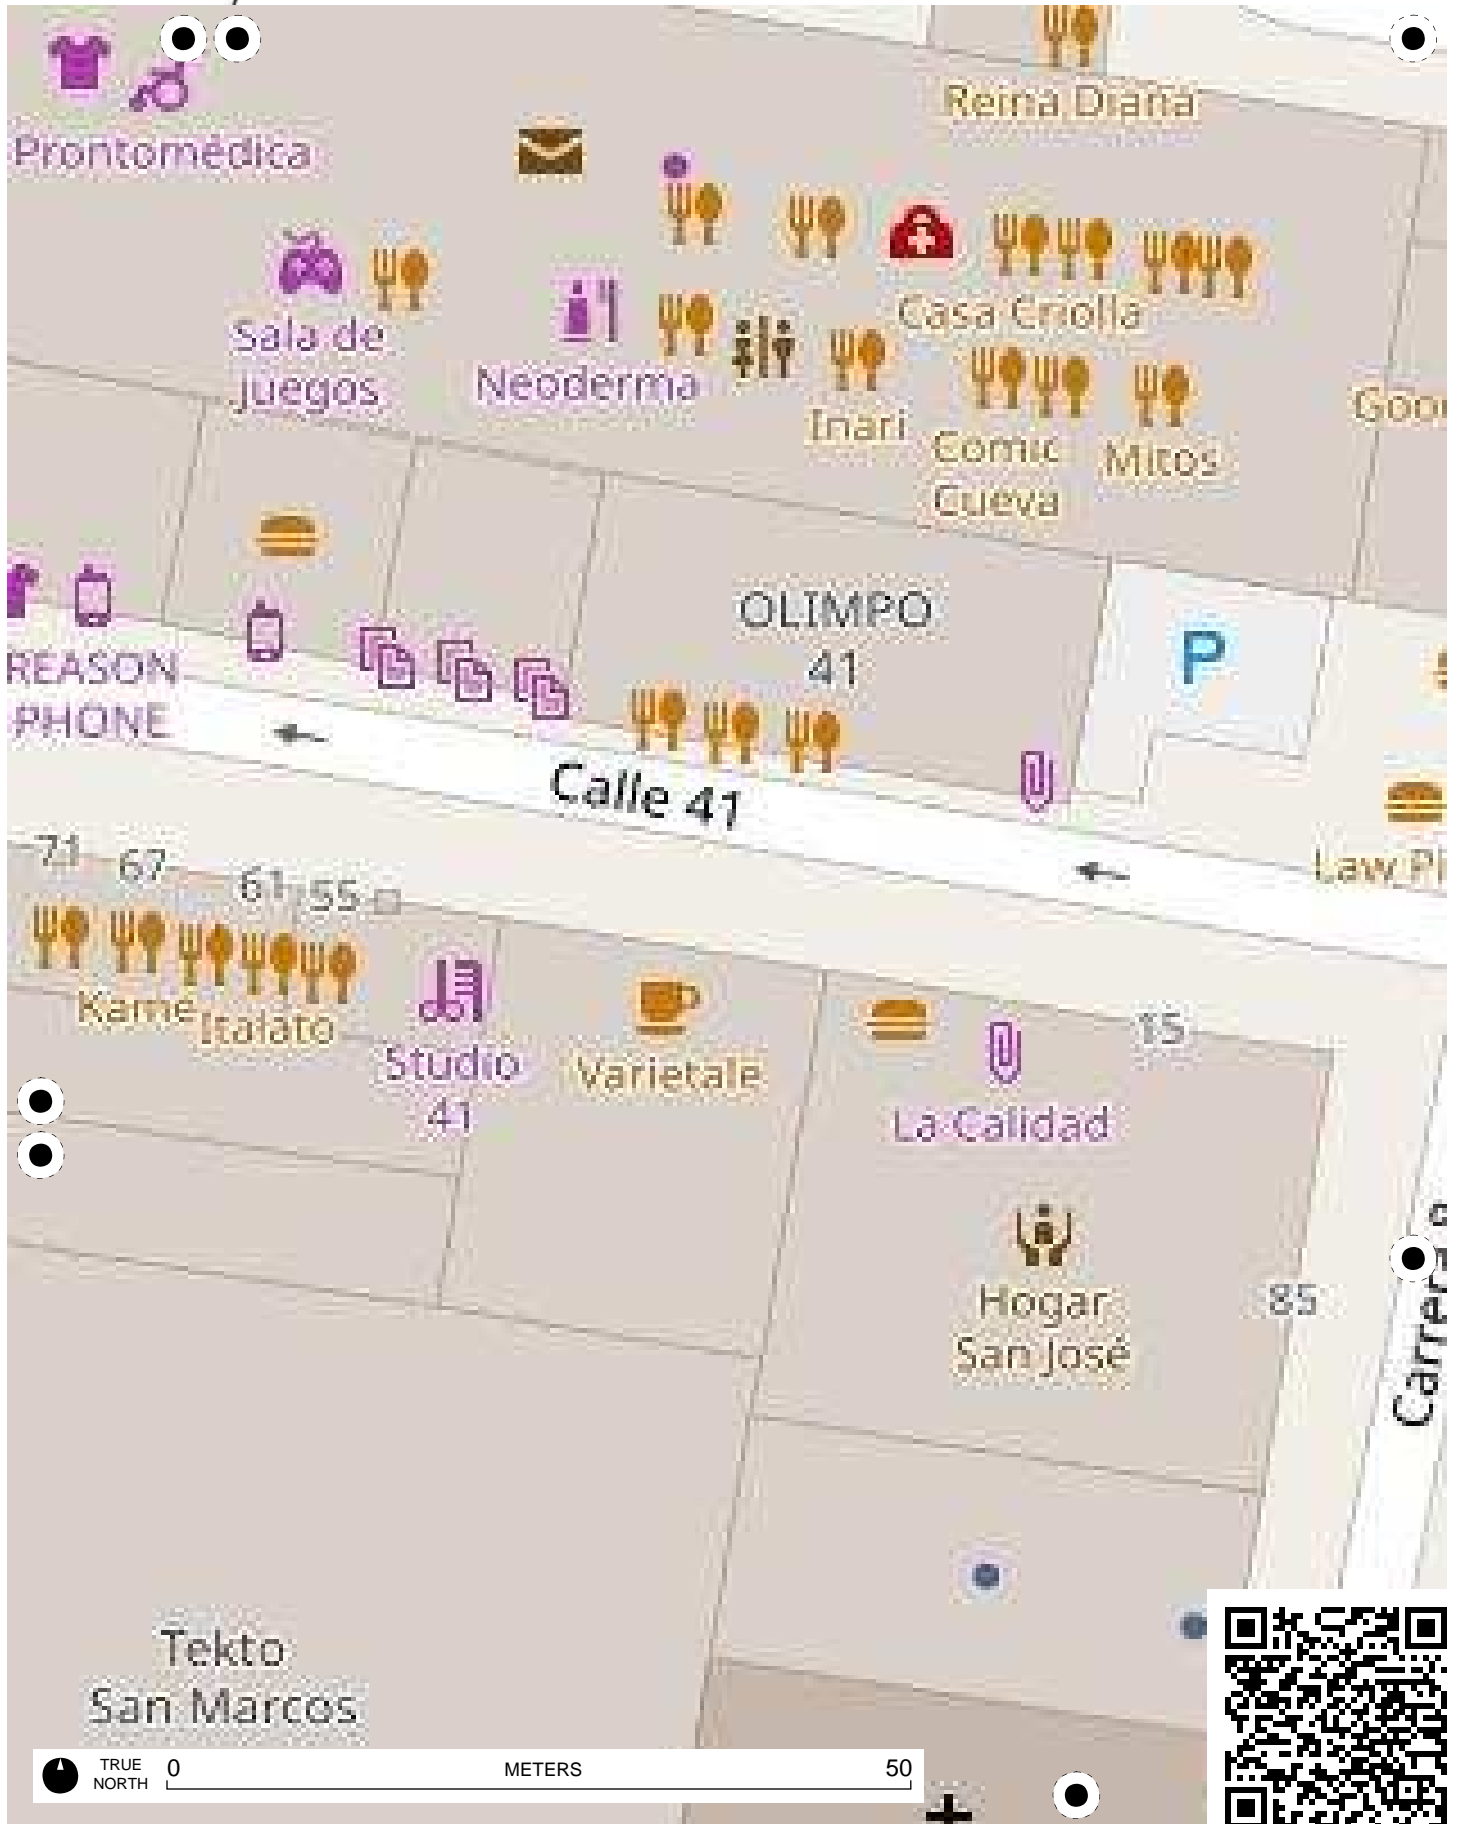 Reina Diana
Prontomédica
Casa Criolla
Sala de
juegos
Neoderma
Inari
Comic
Cueva
Mitos
OLIMPO
41
P
REASON
PHONE
Calle 41
71
67
61
55
Kame
Italato
Studio
41
Varietale
15
La Calidad
Hogar
San José
85
Tekto
San Marcos
TRUE
NORTH
0
METERS
50